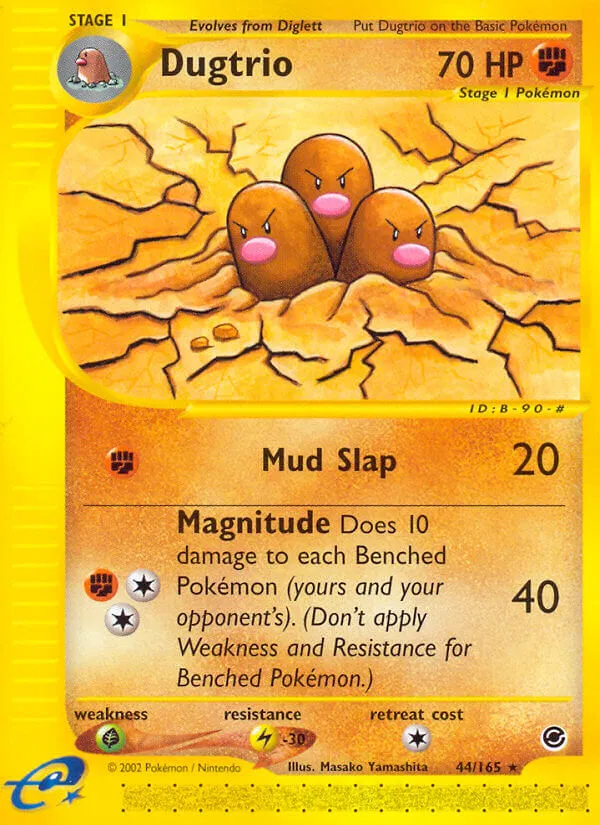 STAGE 1
Evolves from Diglett
Put Dugtrio on the Basic Pokémon
Dugtrio
70 HP
Stage 1 Pokémon
ID:B-90-#
Mud Slap
20
Magnitude Does 10
damage to each Benched
Pokémon (yours and your
opponent's). (Don't apply
Weakness and Resistance for
Benched Pokémon.)
40
weakness
resistance
retreat cost
-30
© 2002 Pokémon / Nintendo
Illus. Masako Yamashita
44/165 ★
e